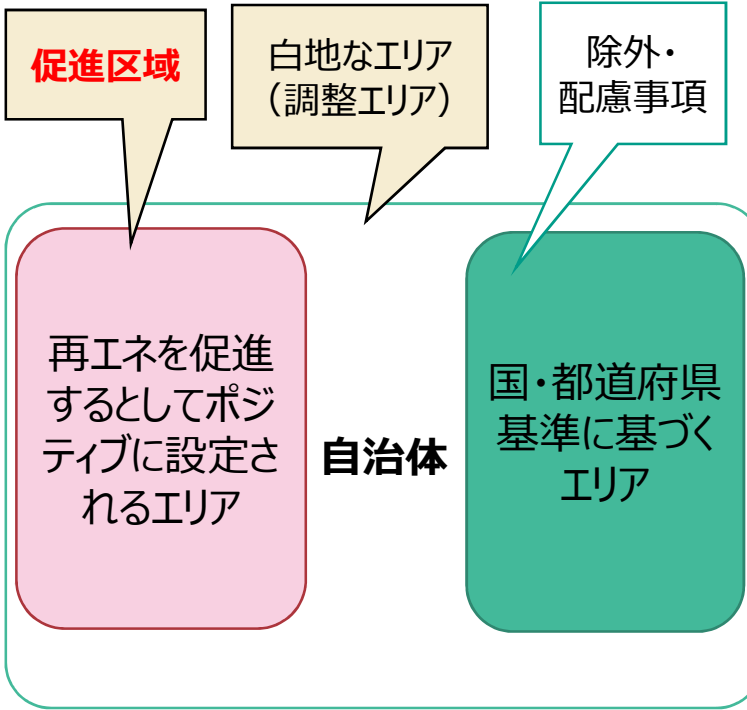 促進区域
白地なエリア
（調整エリア）
除外・
配慮事項
再エネを促進
するとしてポジ
ティブに設定さ
れるエリア
自治体
国・都道府県
基準に基づく
エリア